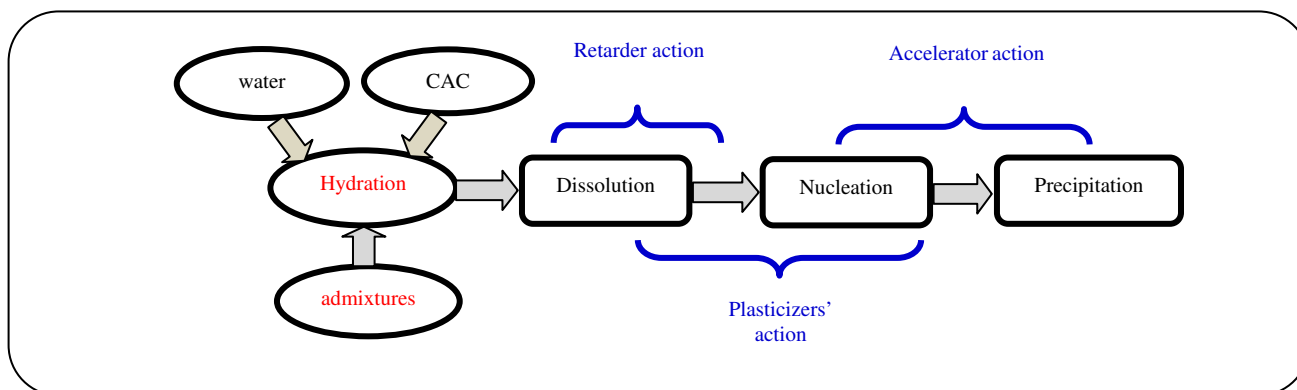 Retarder action
Accelerator action
water
CAC
Hydration
Dissolution
Nucleation
Precipitation
admixtures
Plasticizers’
action